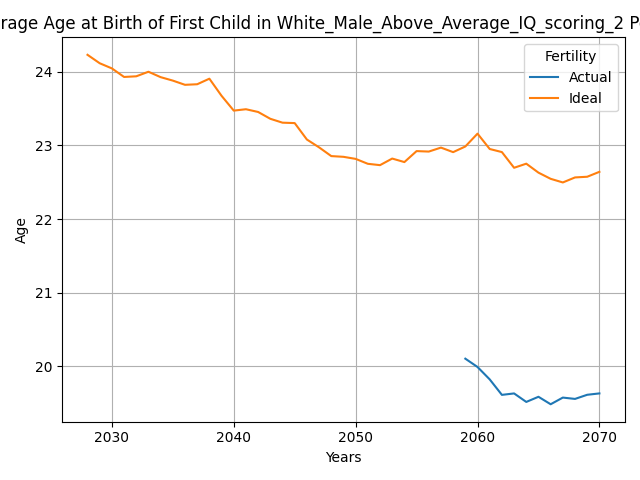 rage Age at Birth of First Child in White_Male_Above_Average_IQ_scoring_2 P
Fertility
Actual
Ideal
Age
24
23
22
21
20
2030 2040 2050 2060 2070
Years